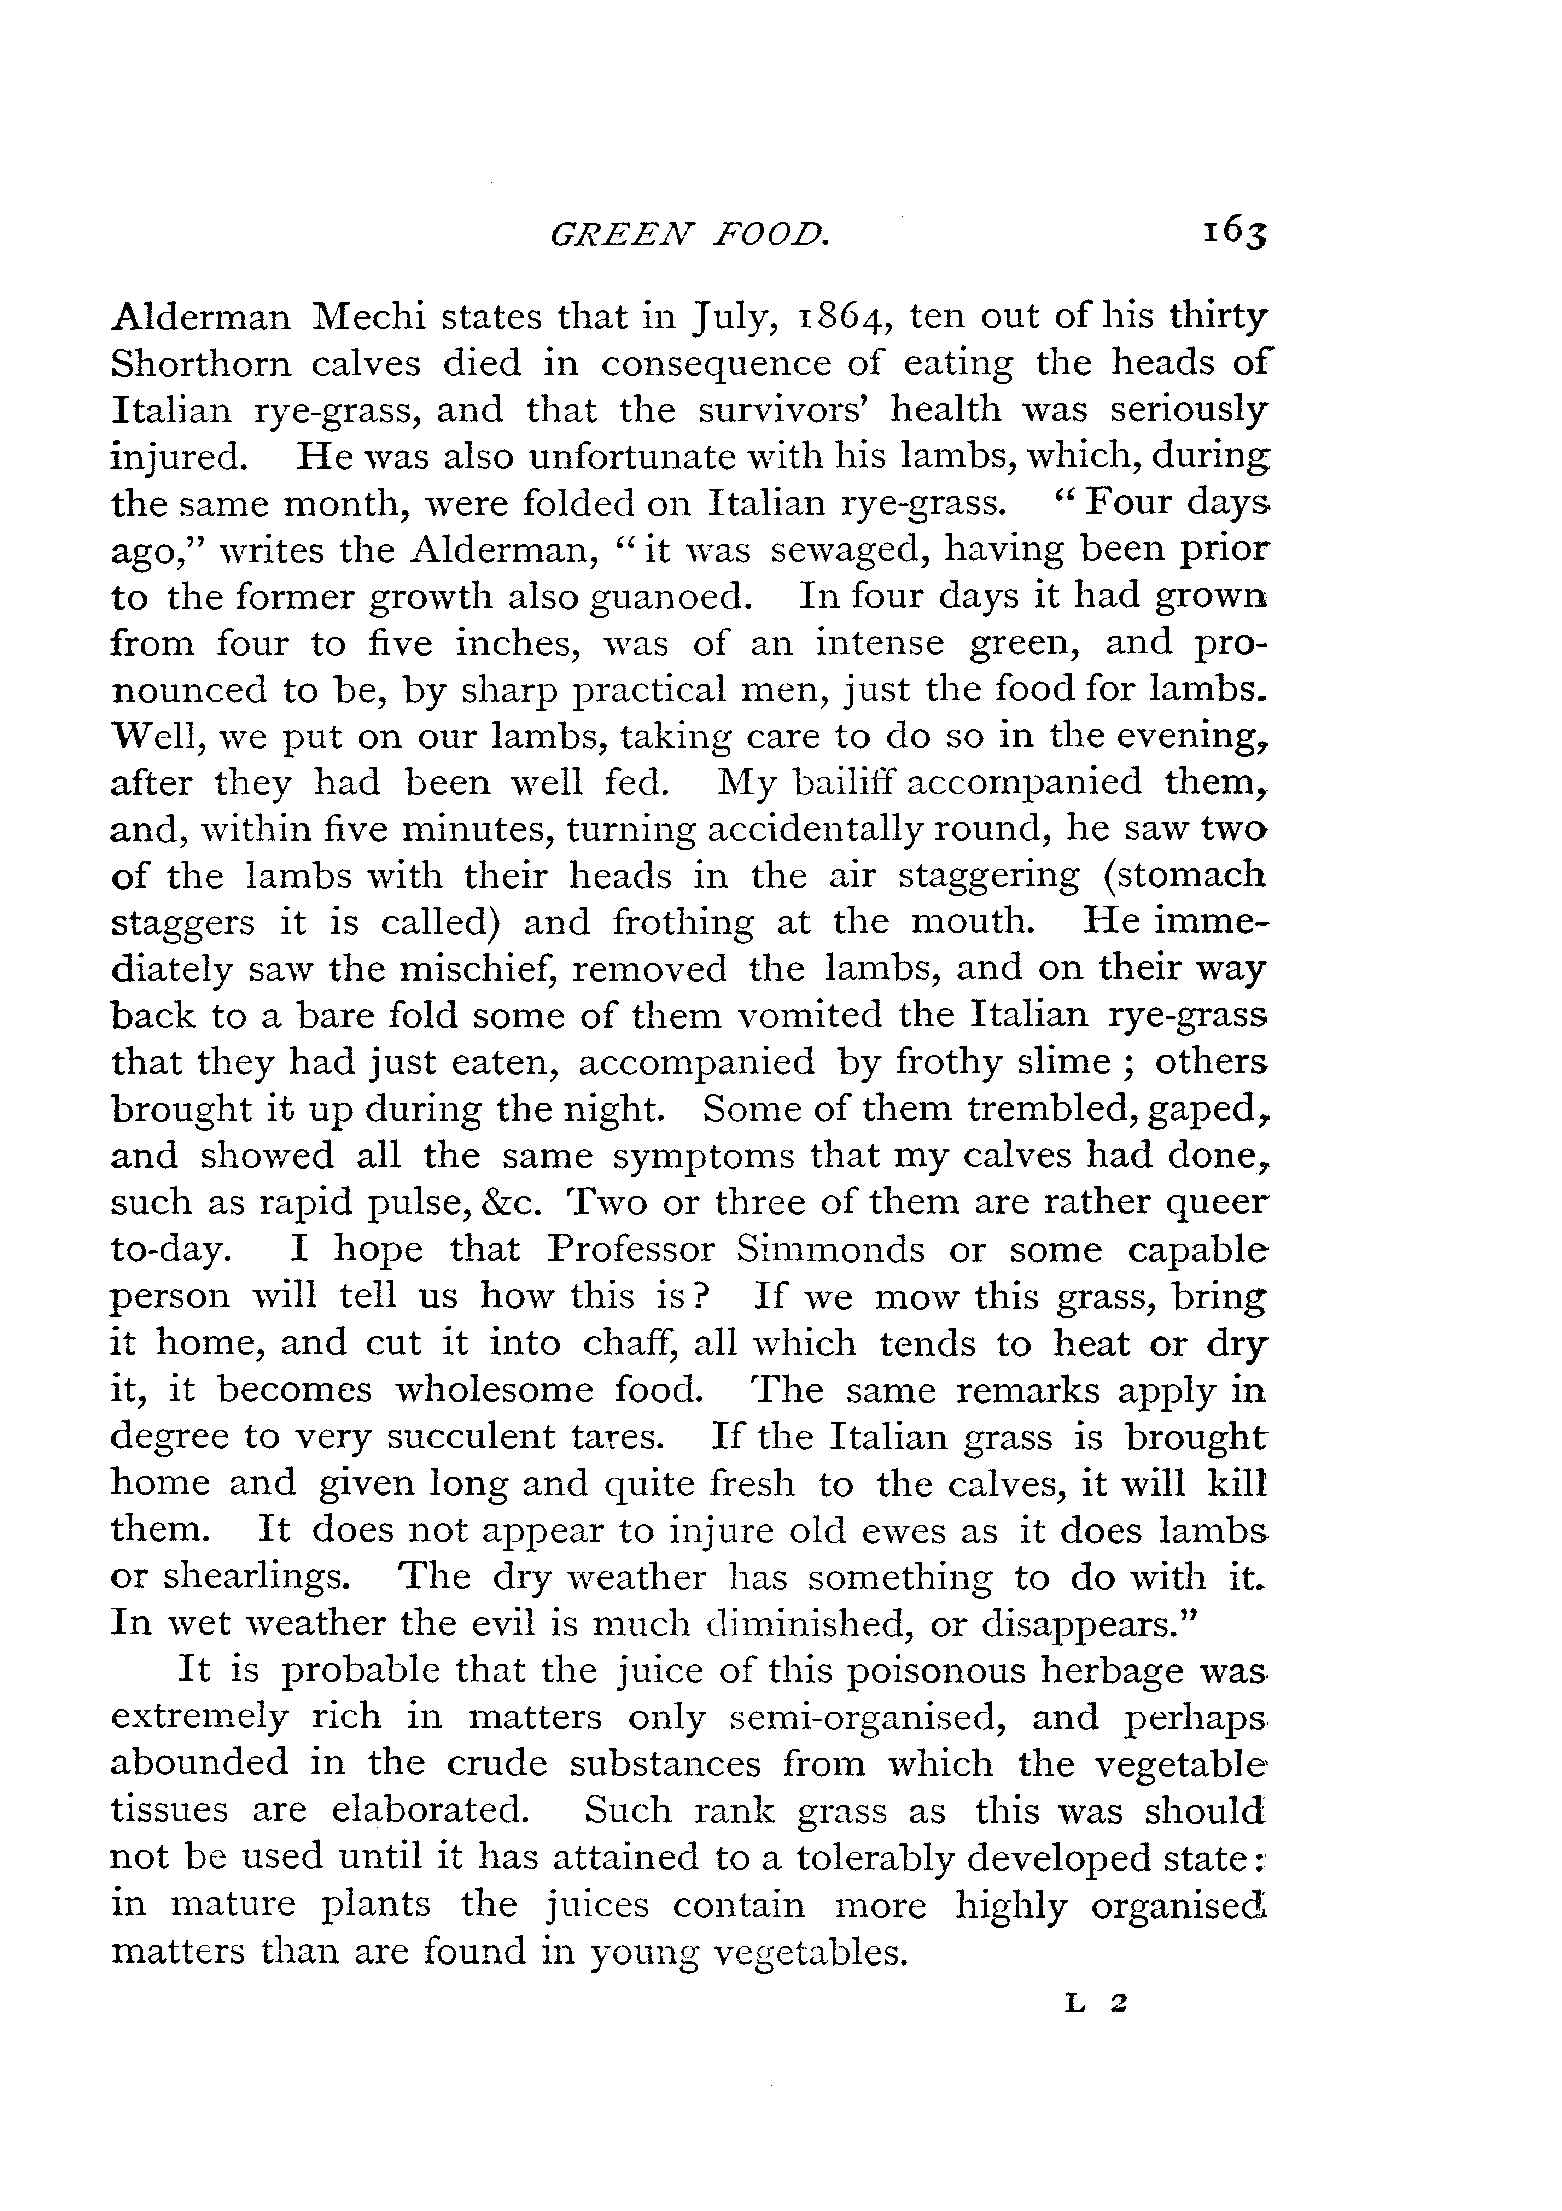 GREEN FOOD. 163
Alderman Mechi states that in July, 1864, ten out of his thirty
Shorthorn calves died in consequence of eating the heads of
Italian rye-grass, and that the survivors’ health was seriously
injured. He was also unfortunate with his lambs, which, during
the same month, were folded on Italian rye-grass. “Four days
ago,” writes the Alderman, “it was sewaged, having been prior
to the former growth also guanoed. In four days it had grown
from four to five inches, was of an intense green, and pro-
nounced to be, by sharp practical men, just the food for lambs.
Well, we put on our lambs, taking care to do so in the evening,
after they had been well fed. My bailiff accompanied them,
and, within five minutes, turning accidentally round, he saw two
of the lambs with their heads in the air staggering (stomach
staggers it is called) and frothing at the mouth. He imme-
diately saw the mischief, removed the lambs, and on their way
back to a bare fold some of them vomited the Italian rye-grass
that they had just eaten, accompanied by frothy slime; others
brought it up during the night. Some of them trembled, gaped,
and showed all the same symptoms that my calves had done,
such as rapid pulse, &c. Two or three of them are rather queer
to-day. I hope that Professor Simmonds or some capable
person will tell us how this is? If we mow this grass, bring
it home, and cut it into chaff, all which tends to heat or dry
it, it becomes wholesome food. The same remarks apply in
degree to very succulent tares. If the Italian grass is brought
home and given long and quite fresh to the calves, it will kill
them. It does not appear to injure old ewes as it does lambs
or shearlings. The dry weather has something to do with it.
In wet weather the evil is much diminished, or disappears.”
It is probable that the juice of this poisonous herbage was
extremely rich in matters only semi-organised, and perhaps
abounded in the crude substances from which the vegetable
tissues are elaborated. Such rank grass as this was should
not be used until it has attained to a tolerably developed state:
in mature plants the juices contain more highly organised
matters than are found in young vegetables.
L 2